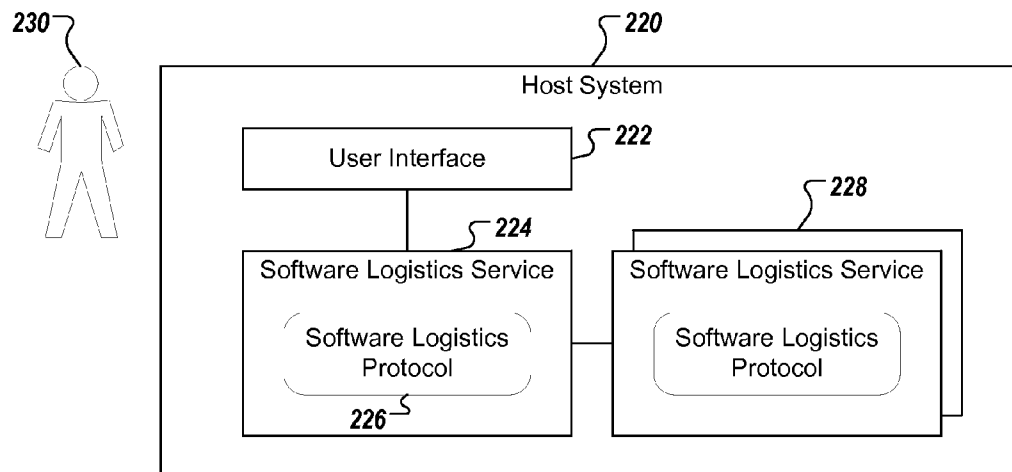 230
220
Host System
User Interface
222
228
224
Software Logistics Service
Software Logistics
Protocol
226
Software Logistics Service
Software Logistics
Protocol